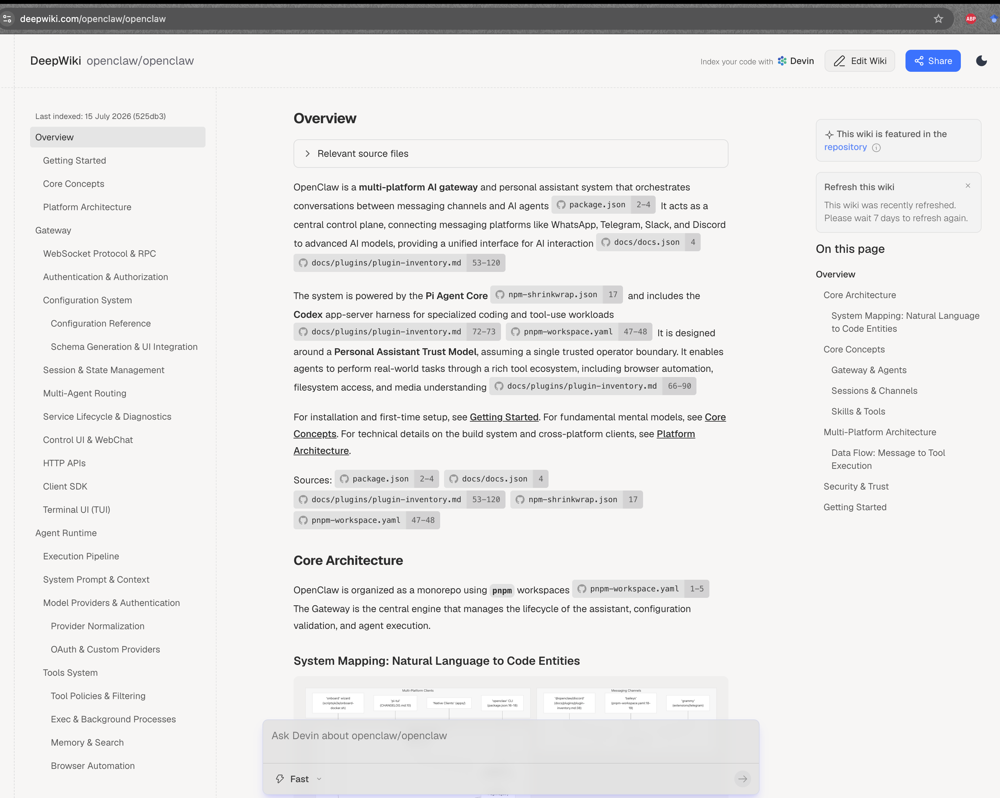 deepwiki.com/openclaw/openclaw
ABP
DeepWiki openclaw/openclaw
Index your code with Devin
Edit Wiki
Share
Last indexed: 15 July 2026 (525db3)
Overview
Getting Started
Core Concepts
Platform Architecture
Gateway
WebSocket Protocol & RPC
Authentication & Authorization
Configuration System
Configuration Reference
Schema Generation & UI Integration
Session & State Management
Multi-Agent Routing
Service Lifecycle & Diagnostics
Control UI & WebChat
HTTP APIs
Client SDK
Terminal UI (TUI)
Agent Runtime
Execution Pipeline
System Prompt & Context
Model Providers & Authentication
Provider Normalization
OAuth & Custom Providers
Tools System
Tool Policies & Filtering
Exec & Background Processes
Memory & Search
Browser Automation
Overview
Relevant source files
OpenClaw is a multi-platform AI gateway and personal assistant system that orchestrates
conversations between messaging channels and AI agents package.json 2-4 It acts as a
central control plane, connecting messaging platforms like WhatsApp, Telegram, Slack, and Discord
to advanced AI models, providing a unified interface for AI interaction docs/docs.json 4
docs/plugins/plugin-inventory.md 53-120
The system is powered by the Pi Agent Core npm-shrinkwrap.json 17 and includes the
Codex app-server harness for specialized coding and tool-use workloads
docs/plugins/plugin-inventory.md 72-73 pnpm-workspace.yaml 47-48 It is designed
around a Personal Assistant Trust Model, assuming a single trusted operator boundary. It enables
agents to perform real-world tasks through a rich tool ecosystem, including browser automation,
filesystem access, and media understanding docs/plugins/plugin-inventory.md 66-90
For installation and first-time setup, see Getting Started. For fundamental mental models, see Core
Concepts. For technical details on the build system and cross-platform clients, see Platform
Architecture.
Sources: package.json 2-4 docs/docs.json 4
docs/plugins/plugin-inventory.md 53-120 npm-shrinkwrap.json 17
pnpm-workspace.yaml 47-48
Core Architecture
OpenClaw is organized as a monorepo using pnpm workspaces pnpm-workspace.yaml 1-5
The Gateway is the central engine that manages the lifecycle of the assistant, configuration
validation, and agent execution.
System Mapping: Natural Language to Code Entities
Multi-Platform Clients
'onboard' wizard
(scripts/e2e/onboard-
docker.sh)
'pi-tui'
(CHANGELOG.md:10)
'Native Clients' (apps/)
'openclaw' CLI
(package.json:16-18)
Messaging Channels
'@openclaw/discord'
(docs/plugins/plugin-
inventory.md:38)
'baileys'
(pnpm-workspace.yaml:18-
19)
'grammy'
(extensions/telegram)
Ask Devin about openclaw/openclaw
Fast
This wiki is featured in the
repository
Refresh this wiki
This wiki was recently refreshed.
Please wait 7 days to refresh again.
On this page
Overview
Core Architecture
System Mapping: Natural Language
to Code Entities
Core Concepts
Gateway & Agents
Sessions & Channels
Skills & Tools
Multi-Platform Architecture
Data Flow: Message to Tool
Execution
Security & Trust
Getting Started